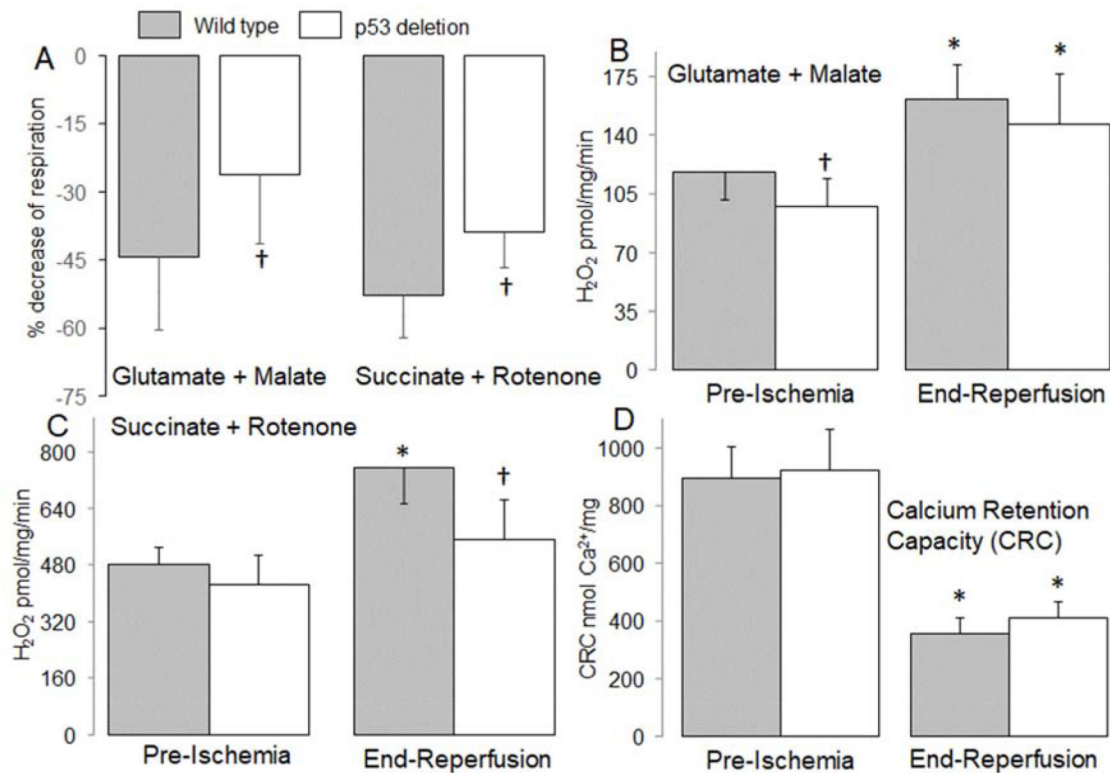 Wild type
p53 deletion
A
% decrease of respiration
0
-15
-30
-45
-60
-75
†
†
Glutamate + Malate
Succinate + Rotenone
B
Glutamate + Malate
H₂O₂ pmol/mg/min
175
140
105
70
35
0
†
*
*
Pre-Ischemia
End-Reperfusion
C
Succinate + Rotenone
H₂O₂ pmol/mg/min
800
640
480
320
160
0
*
†
Pre-Ischemia
End-Reperfusion
D
CRC nmol Ca²⁺/mg
1000
800
600
400
200
0
Calcium Retention
Capacity (CRC)
*
*
Pre-Ischemia
End-Reperfusion